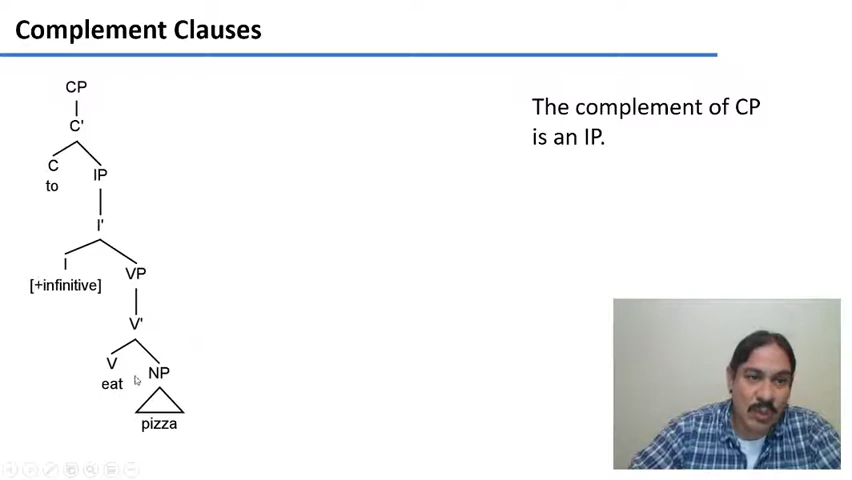 Complement Clauses
CP
C'
C
IP
to
I'
I
VP
[+infinitive]
V'
V
NP
eat
pizza
The complement of CP
is an IP.